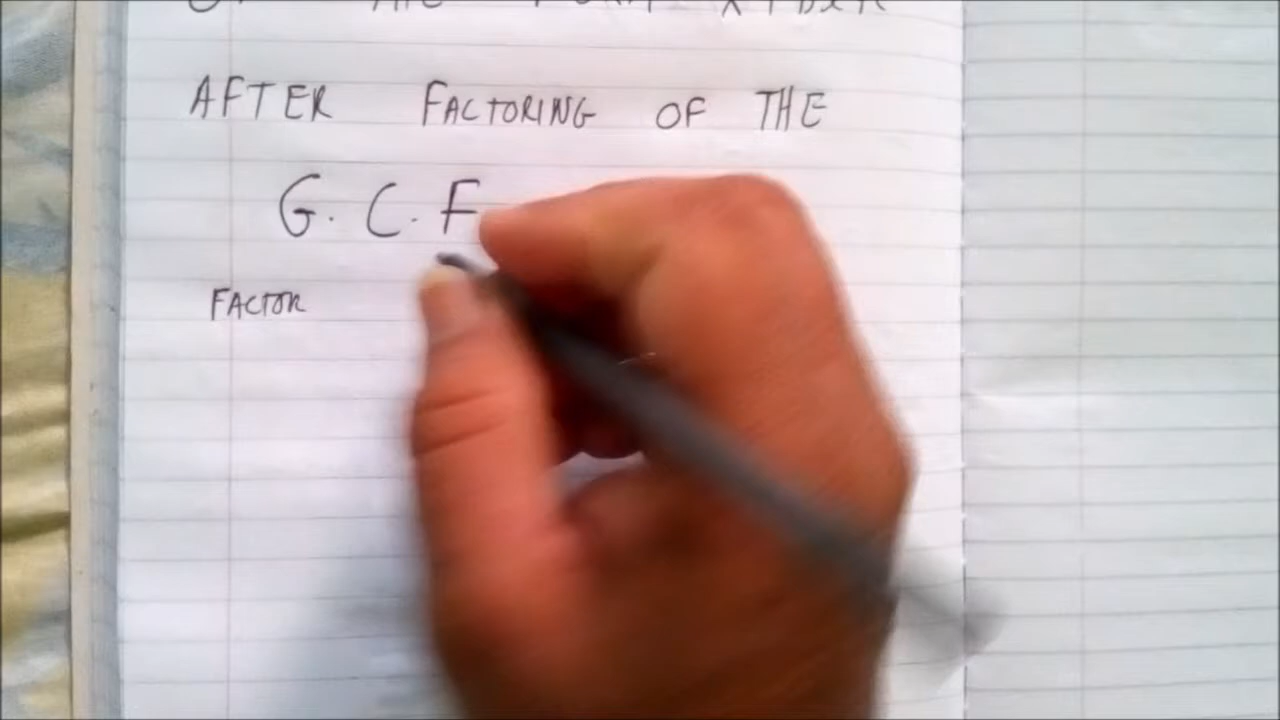 AFTER FACTORING OF THE
G. C. F
FACTOR